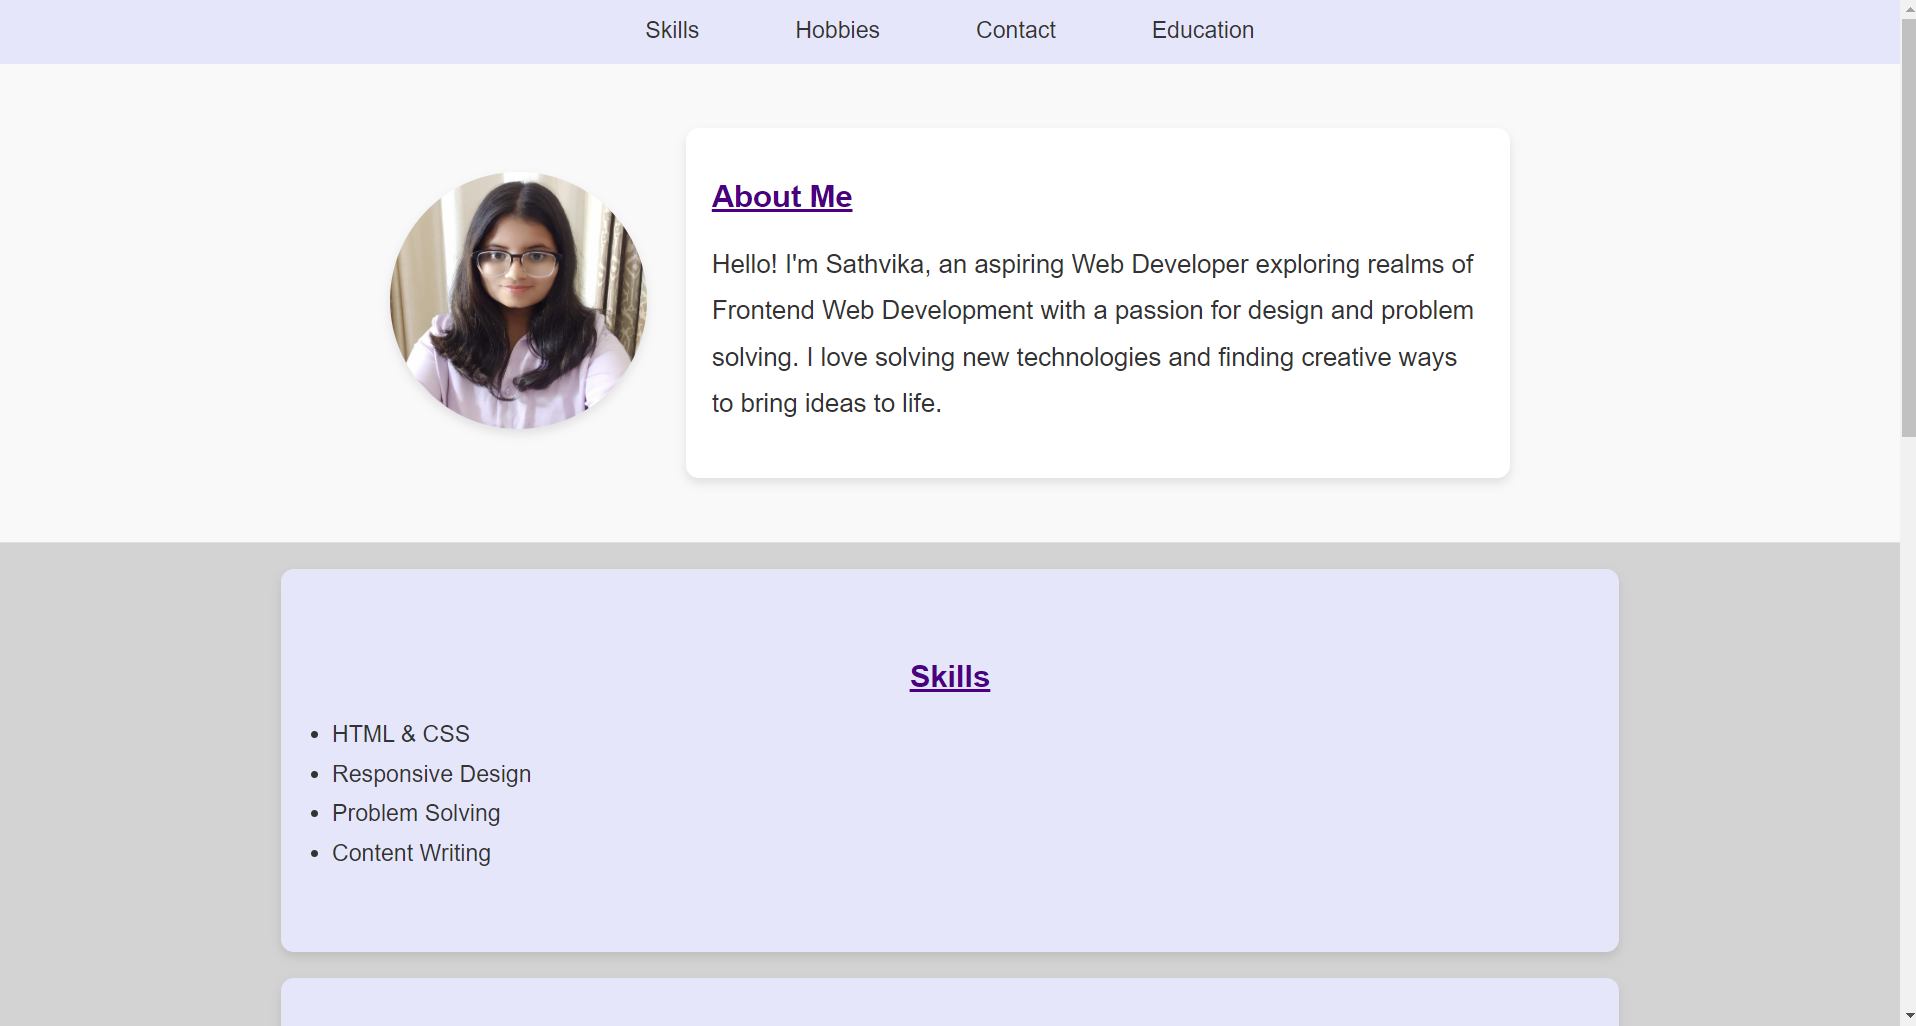 Skills Hobbies Contact Education
About Me
Hello! I'm Sathvika, an aspiring Web Developer exploring realms of
Frontend Web Development with a passion for design and problem
solving. I love solving new technologies and finding creative ways
to bring ideas to life.
Skills
HTML & CSS
Responsive Design
Problem Solving
Content Writing